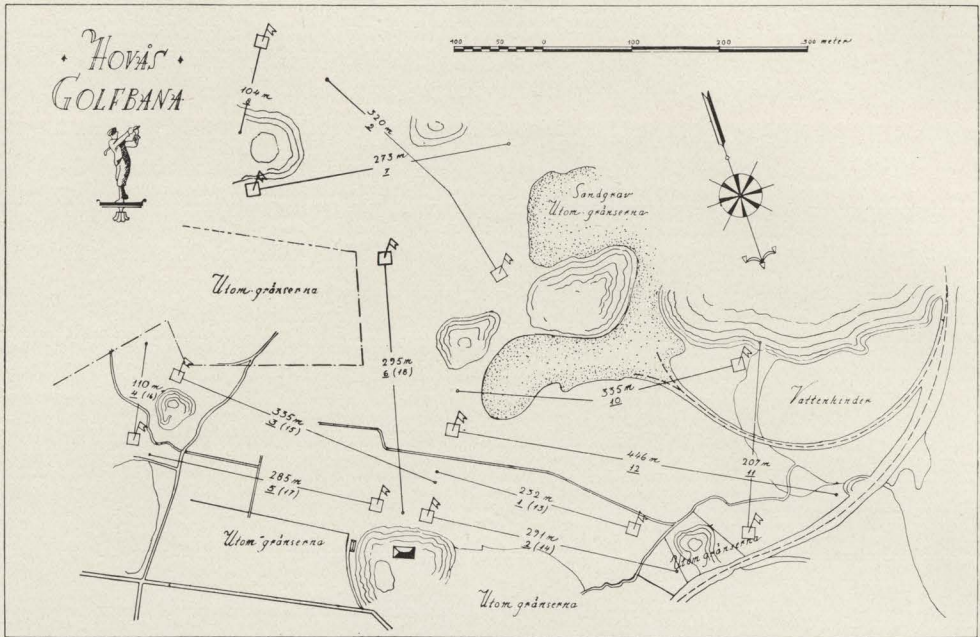 HOVÅS
GOLFBANA
100 50 0 100 200 300 meter
104 m
320 m
273 m
7
Sandgrav
Utom gränserna
Utom gränserna
295 m
6 (18)
110 m
4 (16)
335 m
3 (15)
335 m
10
Vattenhinder
446 m
12
207 m
11
285 m
5 (17)
232 m
1 (13)
291 m
2 (14)
Utom gränserna
Utom gränserna
Utom gränserna